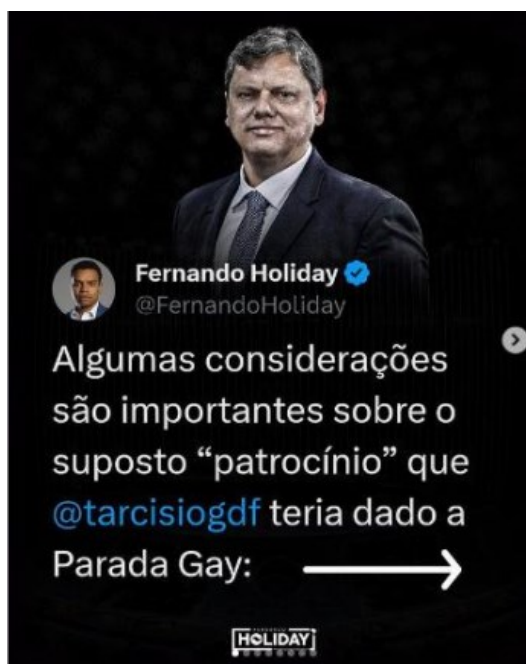 Fernando Holiday
@FernandoHoliday
Algumas considerações
são importantes sobre o
suposto “patrocínio” que
@tarcisiogdf teria dado a
Parada Gay:
HOLIDAY